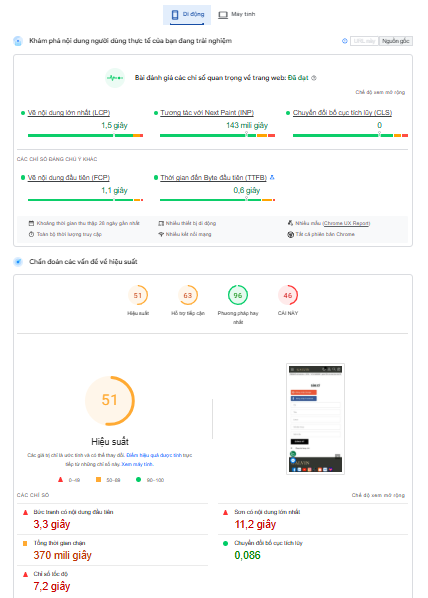 Di động
Máy tính
Khám phá nội dung người dùng thực tế của bạn đang trải nghiệm
URL này
Nguồn gốc
Bài đánh giá các chỉ số quan trọng về trang web: Đã đạt
Chế độ xem mở rộng
Vẽ nội dung lớn nhất (LCP)
1,5 giây
Tương tác với Next Paint (INP)
143 mili giây
Chuyển đổi bố cục tích lũy (CLS)
0
CÁC CHỈ SỐ ĐÁNG CHÚ Ý KHÁC
Vẽ nội dung đầu tiên (FCP)
1,1 giây
Thời gian đến Byte đầu tiên (TTFB)
0,6 giây
Khoảng thời gian thu thập 28 ngày gần nhất
Nhiều thiết bị di động
Nhiều mẫu (Chrome UX Report)
Toàn bộ thời lượng truy cập
Nhiều kết nối mạng
Tất cả phiên bản Chrome
Chẩn đoán các vấn đề về hiệu suất
51
63
96
46
Hiệu suất
Hỗ trợ tiếp cận
Phương pháp hay nhất
CÁI NÀY
51
Hiệu suất
Các giá trị chỉ là ước tính và có thể thay đổi. Điểm hiệu quả được tính trực
tiếp từ những chỉ số này. Xem máy tính.
0–49
50–89
90–100
CÁC CHỈ SỐ
Chế độ xem mở rộng
Bức tranh có nội dung đầu tiên
3,3 giây
Sơn có nội dung lớn nhất
11,2 giây
Tổng thời gian chặn
370 mili giây
Chuyển đổi bố cục tích lũy
0,086
Chỉ số tốc độ
7,2 giây